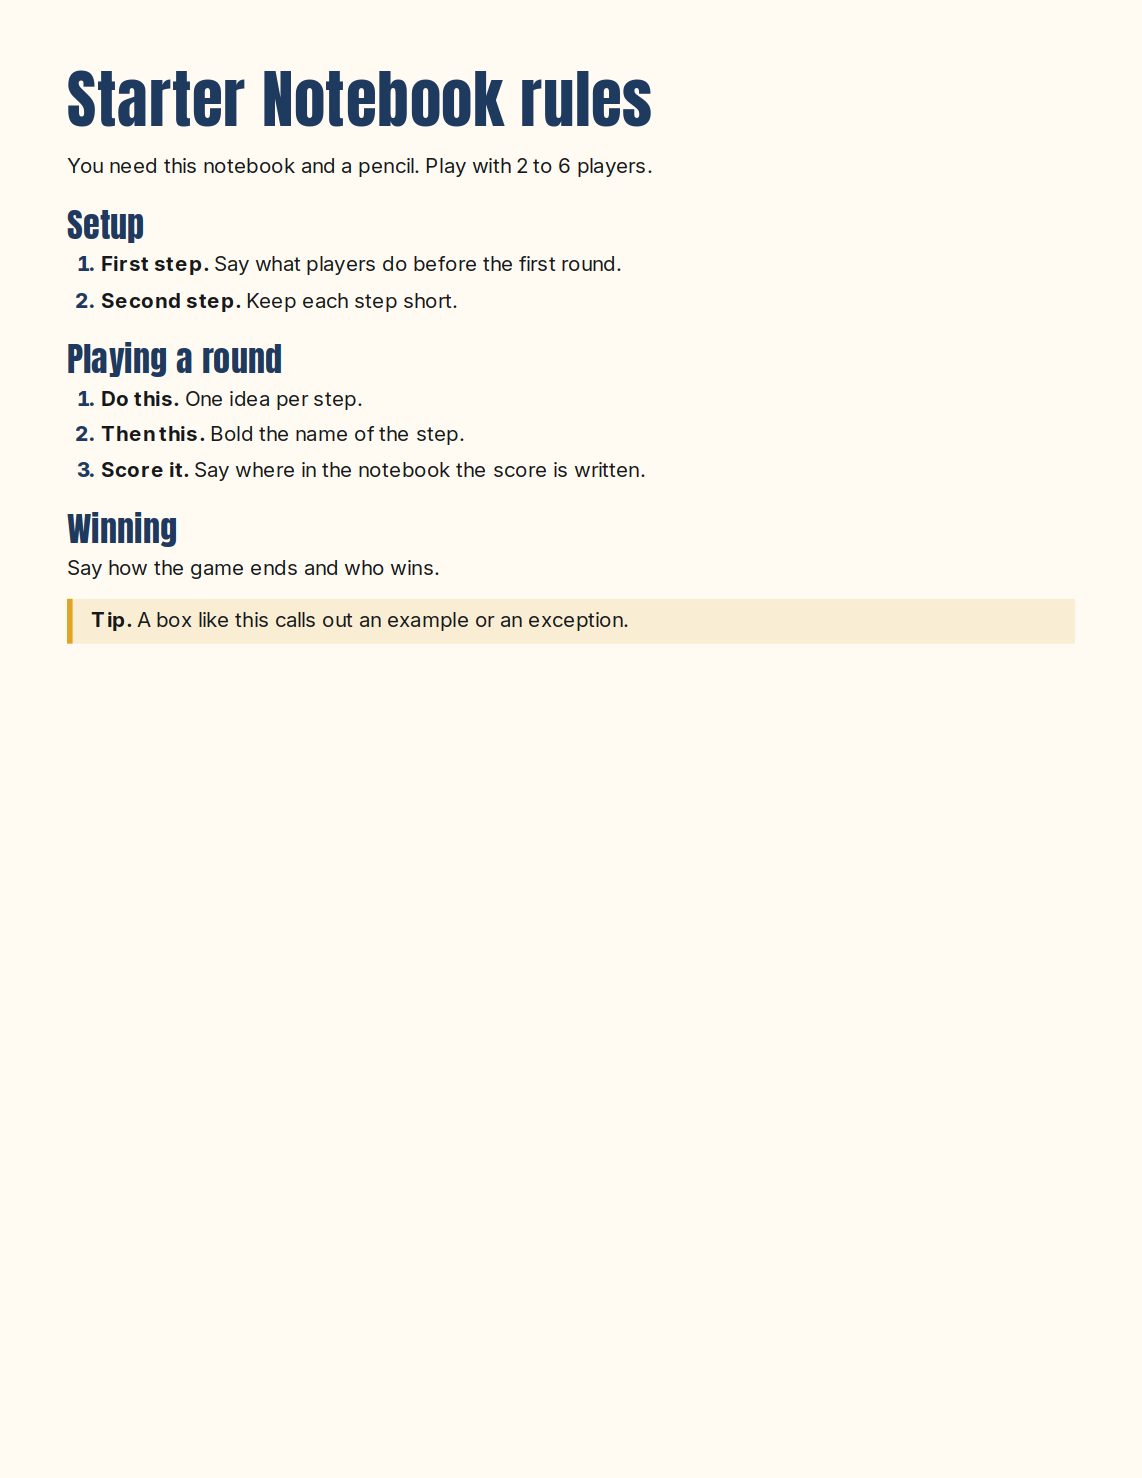 Starter Notebook rules
You need this notebook and a pencil. Play with 2 to 6 players.
Setup
1. First step. Say what players do before the first round.
2. Second step. Keep each step short.
Playing a round
1. Do this. One idea per step.
2. Then this. Bold the name of the step.
3. Score it. Say where in the notebook the score is written.
Winning
Say how the game ends and who wins.
Tip. A box like this calls out an example or an exception.